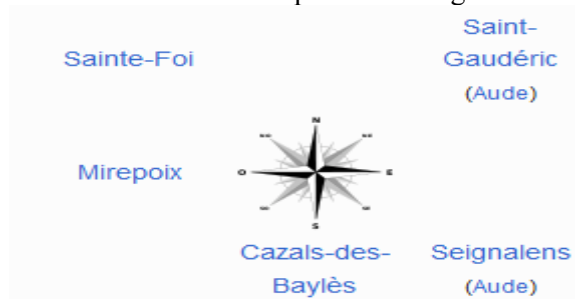 Sainte-Foi
Saint-
Gaudéric
(Aude)
N
Mirepoix
O
E
S
Cazals-des-
Baylès
Seignalens
(Aude)